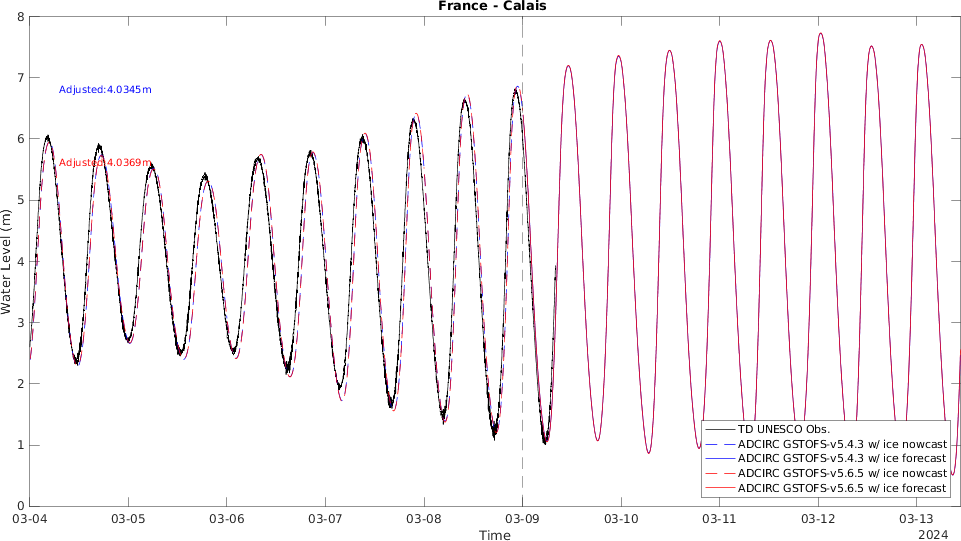 France - Calais
8
7
6
5
4
3
2
1
0
Water Level (m)
Adjusted:4.0345m
Adjusted:4.0369m
TD UNESCO Obs.
ADCIRC GSTOFS-v5.4.3 w/ ice nowcast
ADCIRC GSTOFS-v5.4.3 w/ ice forecast
ADCIRC GSTOFS-v5.6.5 w/ ice nowcast
ADCIRC GSTOFS-v5.6.5 w/ ice forecast
03-04 03-05 03-06 03-07 03-08 03-09 03-10 03-11 03-12 03-13
Time
2024